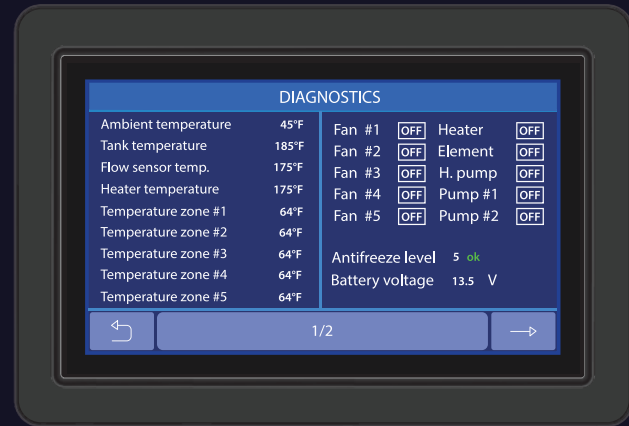 DIAGNOSTICS
Ambient temperature 45°F
Tank temperature 185°F
Flow sensor temp. 175°F
Heater temperature 175°F
Temperature zone #1 64°F
Temperature zone #2 64°F
Temperature zone #3 64°F
Temperature zone #4 64°F
Temperature zone #5 64°F
Fan #1 OFF Heater OFF
Fan #2 OFF Element OFF
Fan #3 OFF H. pump OFF
Fan #4 OFF Pump #1 OFF
Fan #5 OFF Pump #2 OFF
Antifreeze level 5 ok
Battery voltage 13.5 V
1/2